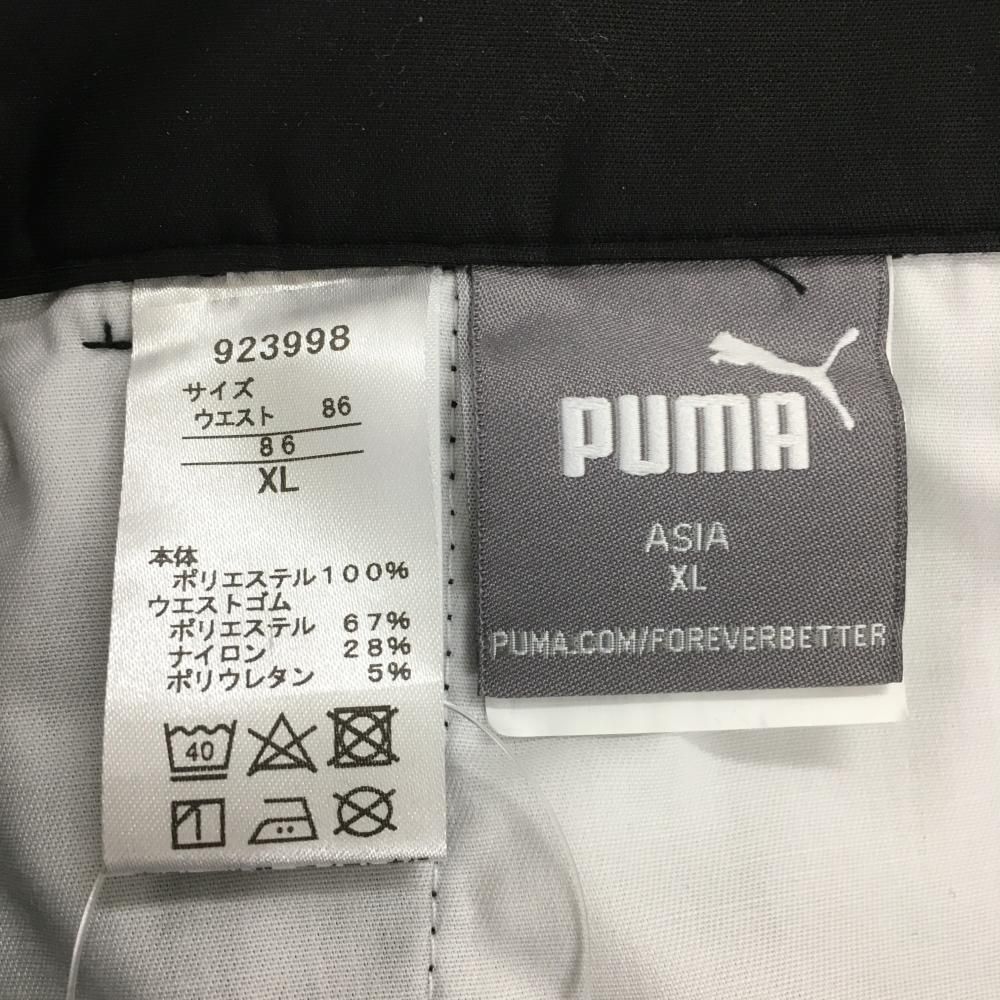 923998
サイズ
ウエスト 86
86
XL
本体
ポリエステル100%
ウエストゴム
ポリエステル 67%
ナイロン 28%
ポリウレタン 5%
40
PUMA
ASIA
XL
PUMA.COM/FOREVERBETTER